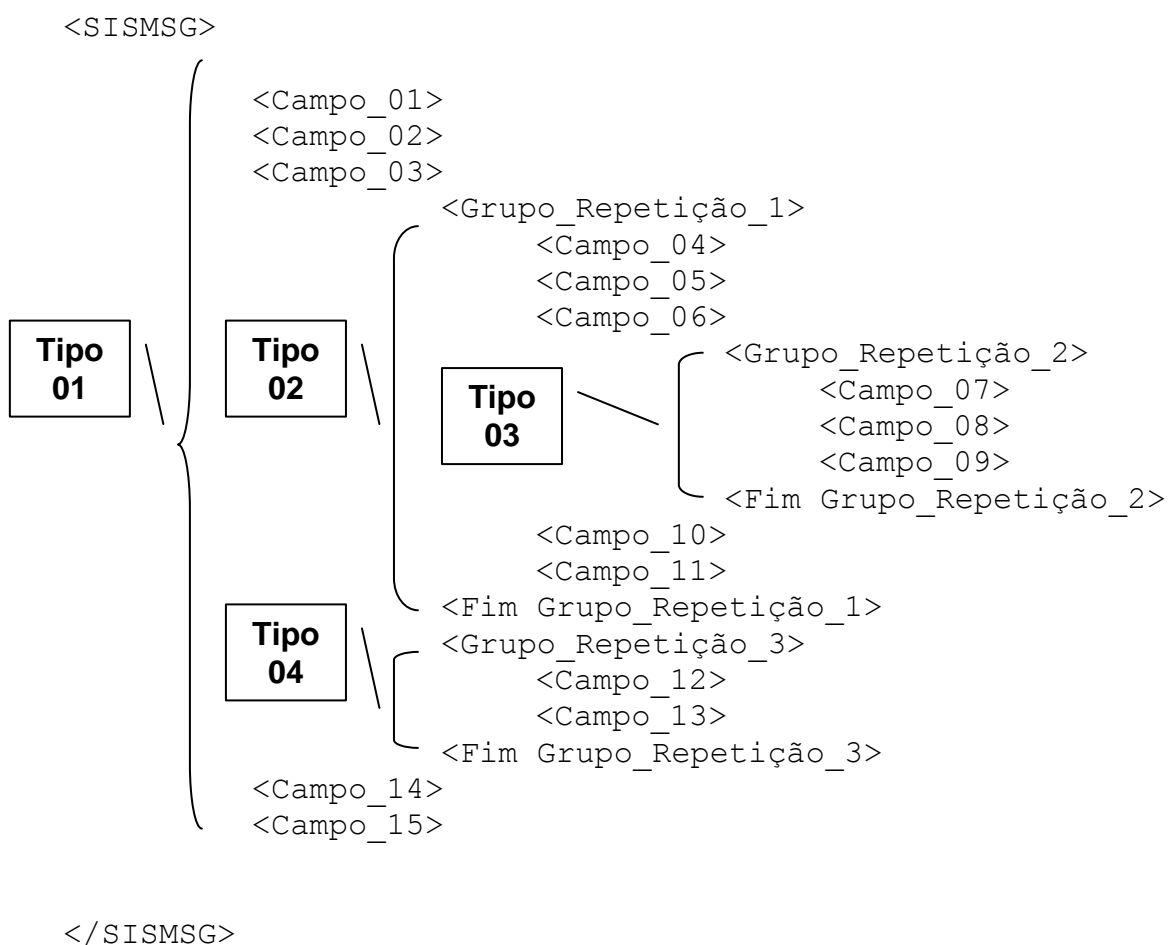 <SISMSG>
<Campo_01>
<Campo_02>
<Campo_03>
<Grupo_Repetição_1>
<Campo_04>
<Campo_05>
<Campo_06>
Tipo
01
Tipo
02
Tipo
03
<Grupo_Repetição_2>
<Campo_07>
<Campo_08>
<Campo_09>
<Fim Grupo_Repetição_2>
<Campo_10>
<Campo_11>
<Fim Grupo_Repetição_1>
Tipo
04
<Grupo_Repetição_3>
<Campo_12>
<Campo_13>
<Fim Grupo_Repetição_3>
<Campo_14>
<Campo_15>
</SISMSG>